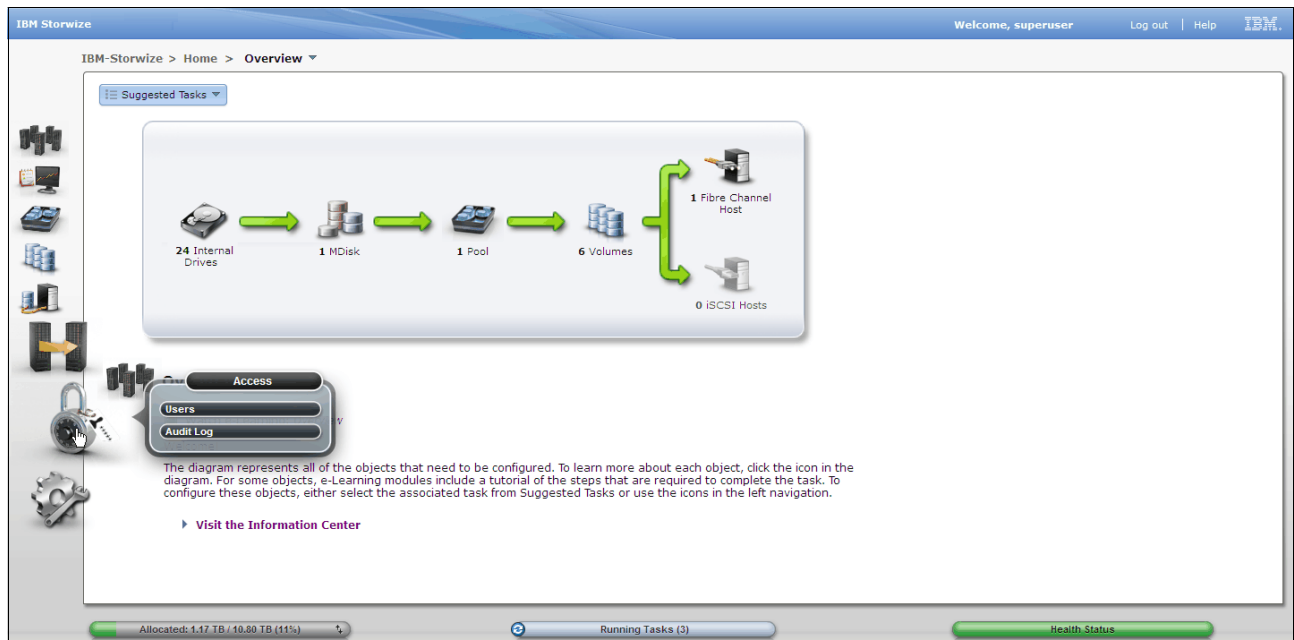 IBM Storwize
Welcome, superuser
Log out | Help
IBM.
IBM-Storwize > Home > Overview
Suggested Tasks
24 Internal
Drives
1 MDisk
1 Pool
6 Volumes
1 Fibre Channel
Host
0 iSCSI Hosts
Access
Users
Audit Log
The diagram represents all of the objects that need to be configured. To learn more about each object, click the icon in the
diagram. For some objects, e-Learning modules include a tutorial of the steps that are required to complete the task. To
configure these objects, either select the associated task from Suggested Tasks or use the icons in the left navigation.
Visit the Information Center
Allocated: 1.17 TB / 10.80 TB (11%)
Running Tasks (3)
Health Status